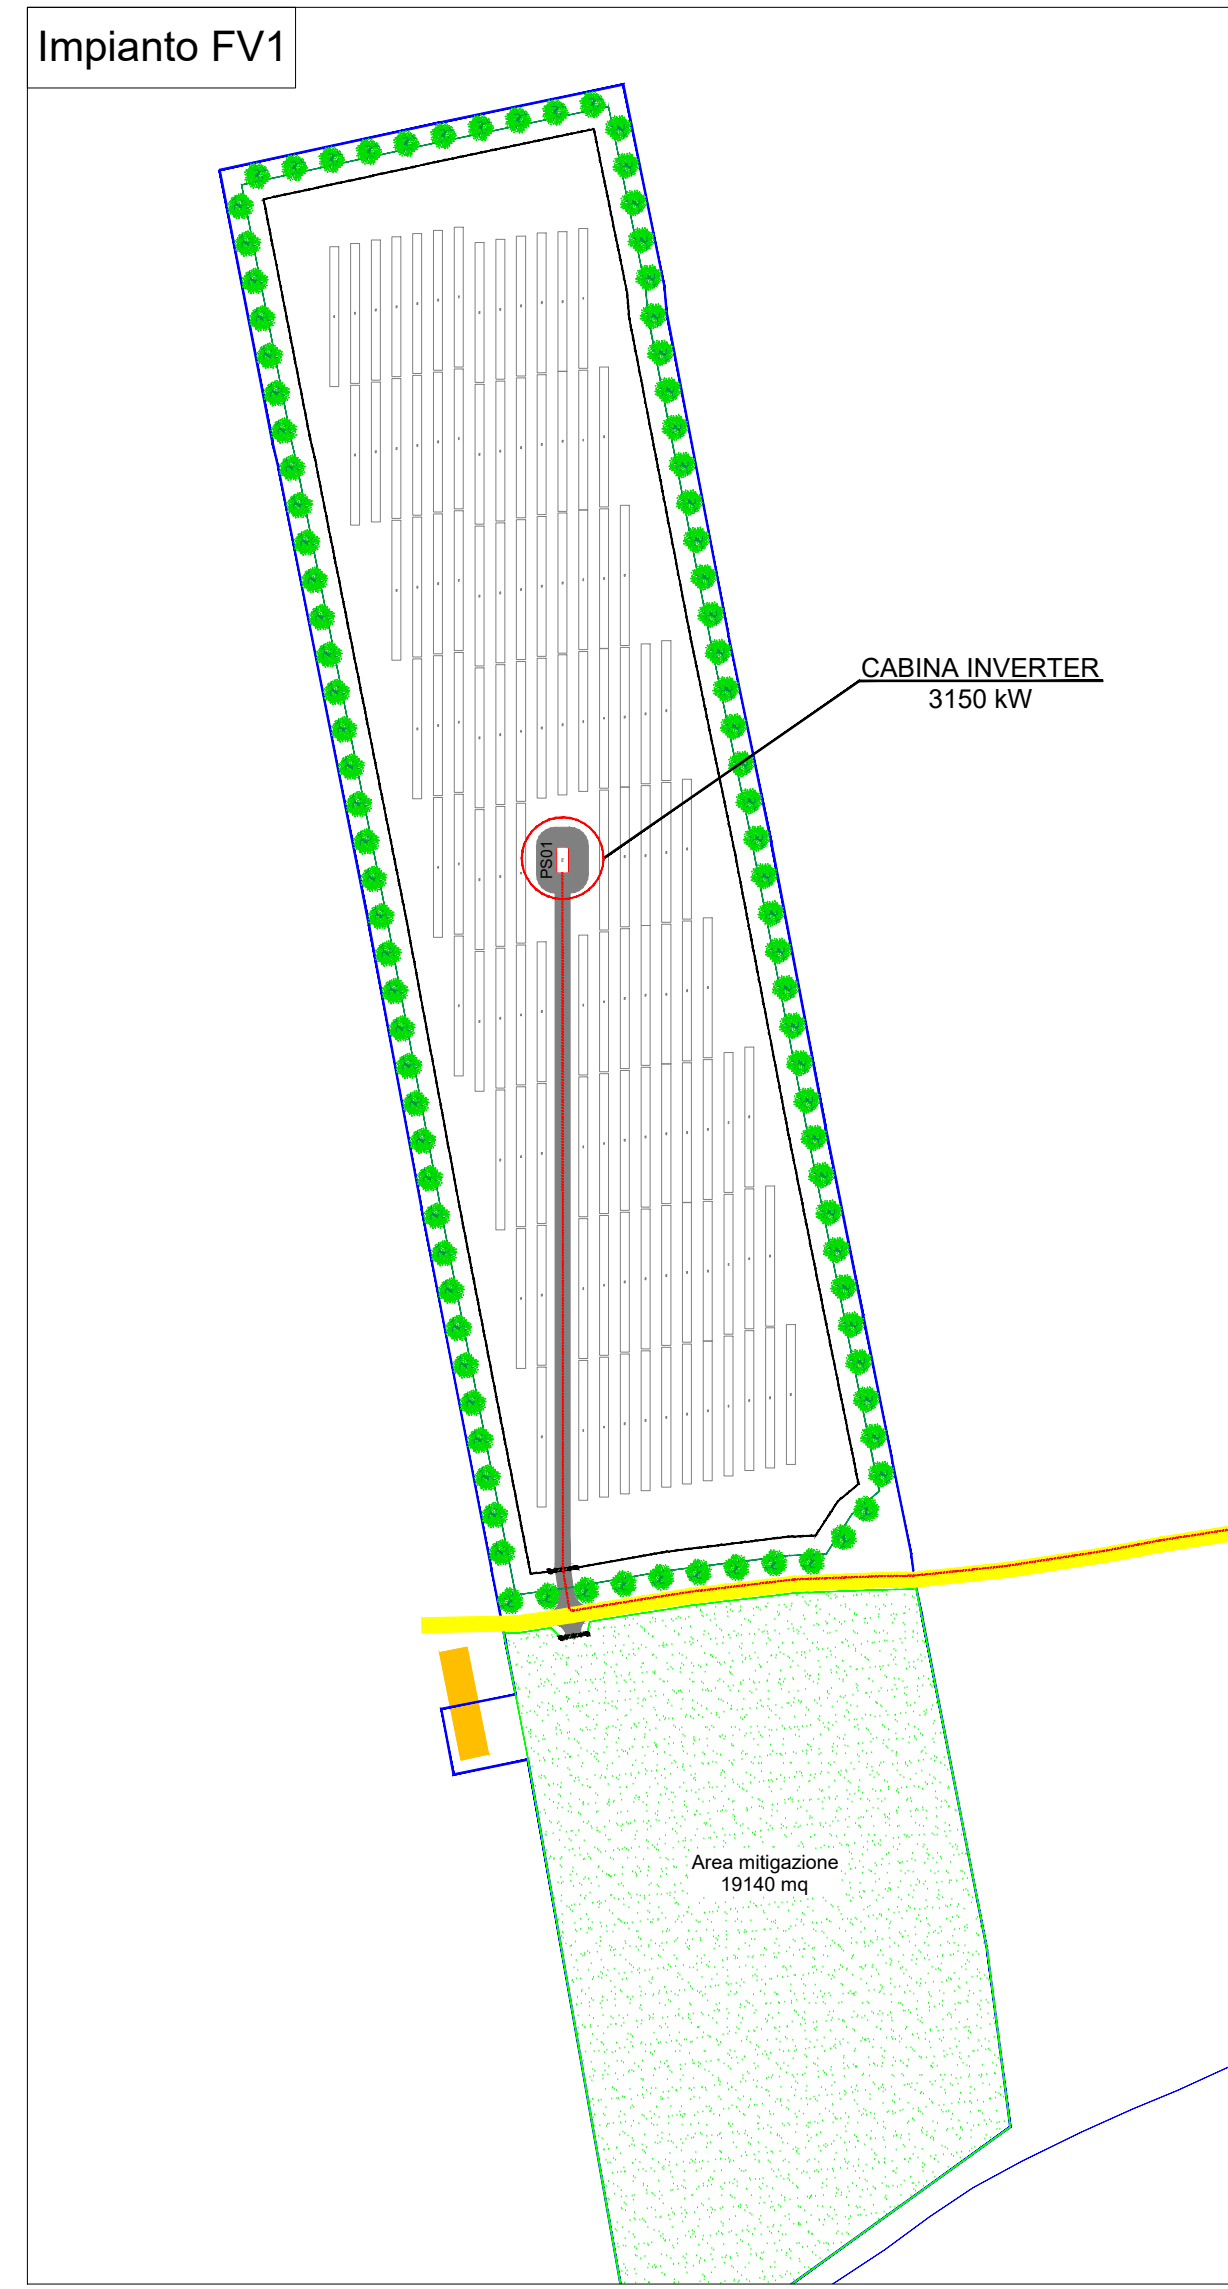 Impianto FV1
CABINA INVERTER
3150 kW
PS01
Area mitigazione
19140 mq